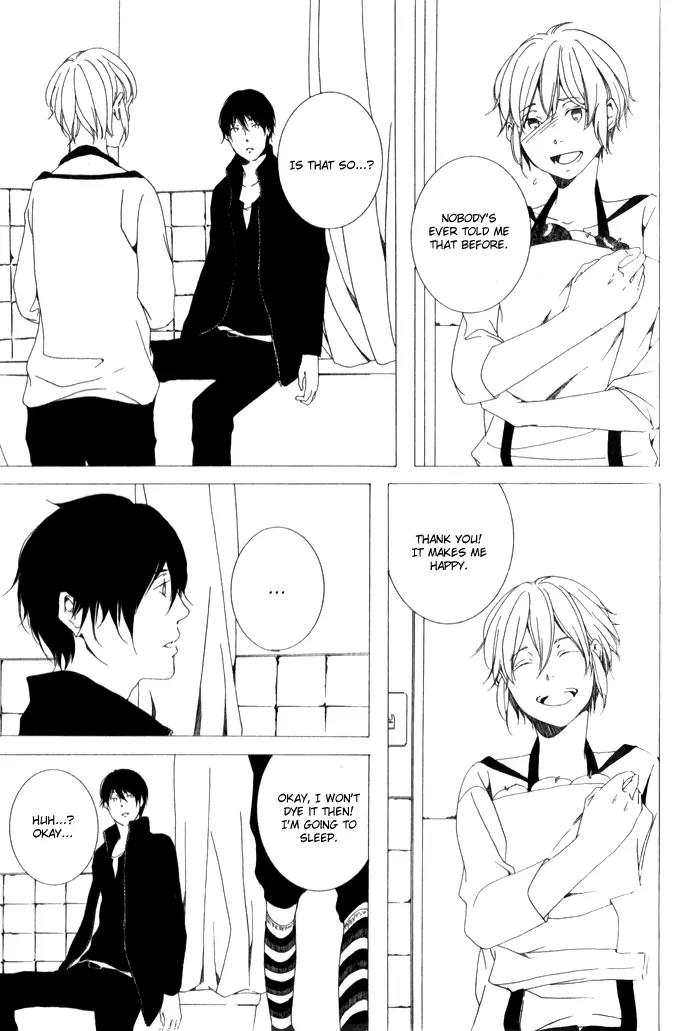 NOBODY'S
EVER TOLD ME
THAT BEFORE.
IS THAT SO...?
THANK YOU!
IT MAKES ME
HAPPY.
...
OKAY, I WON'T
DYE IT THEN!
I'M GOING TO
SLEEP.
HUH...?
OKAY...